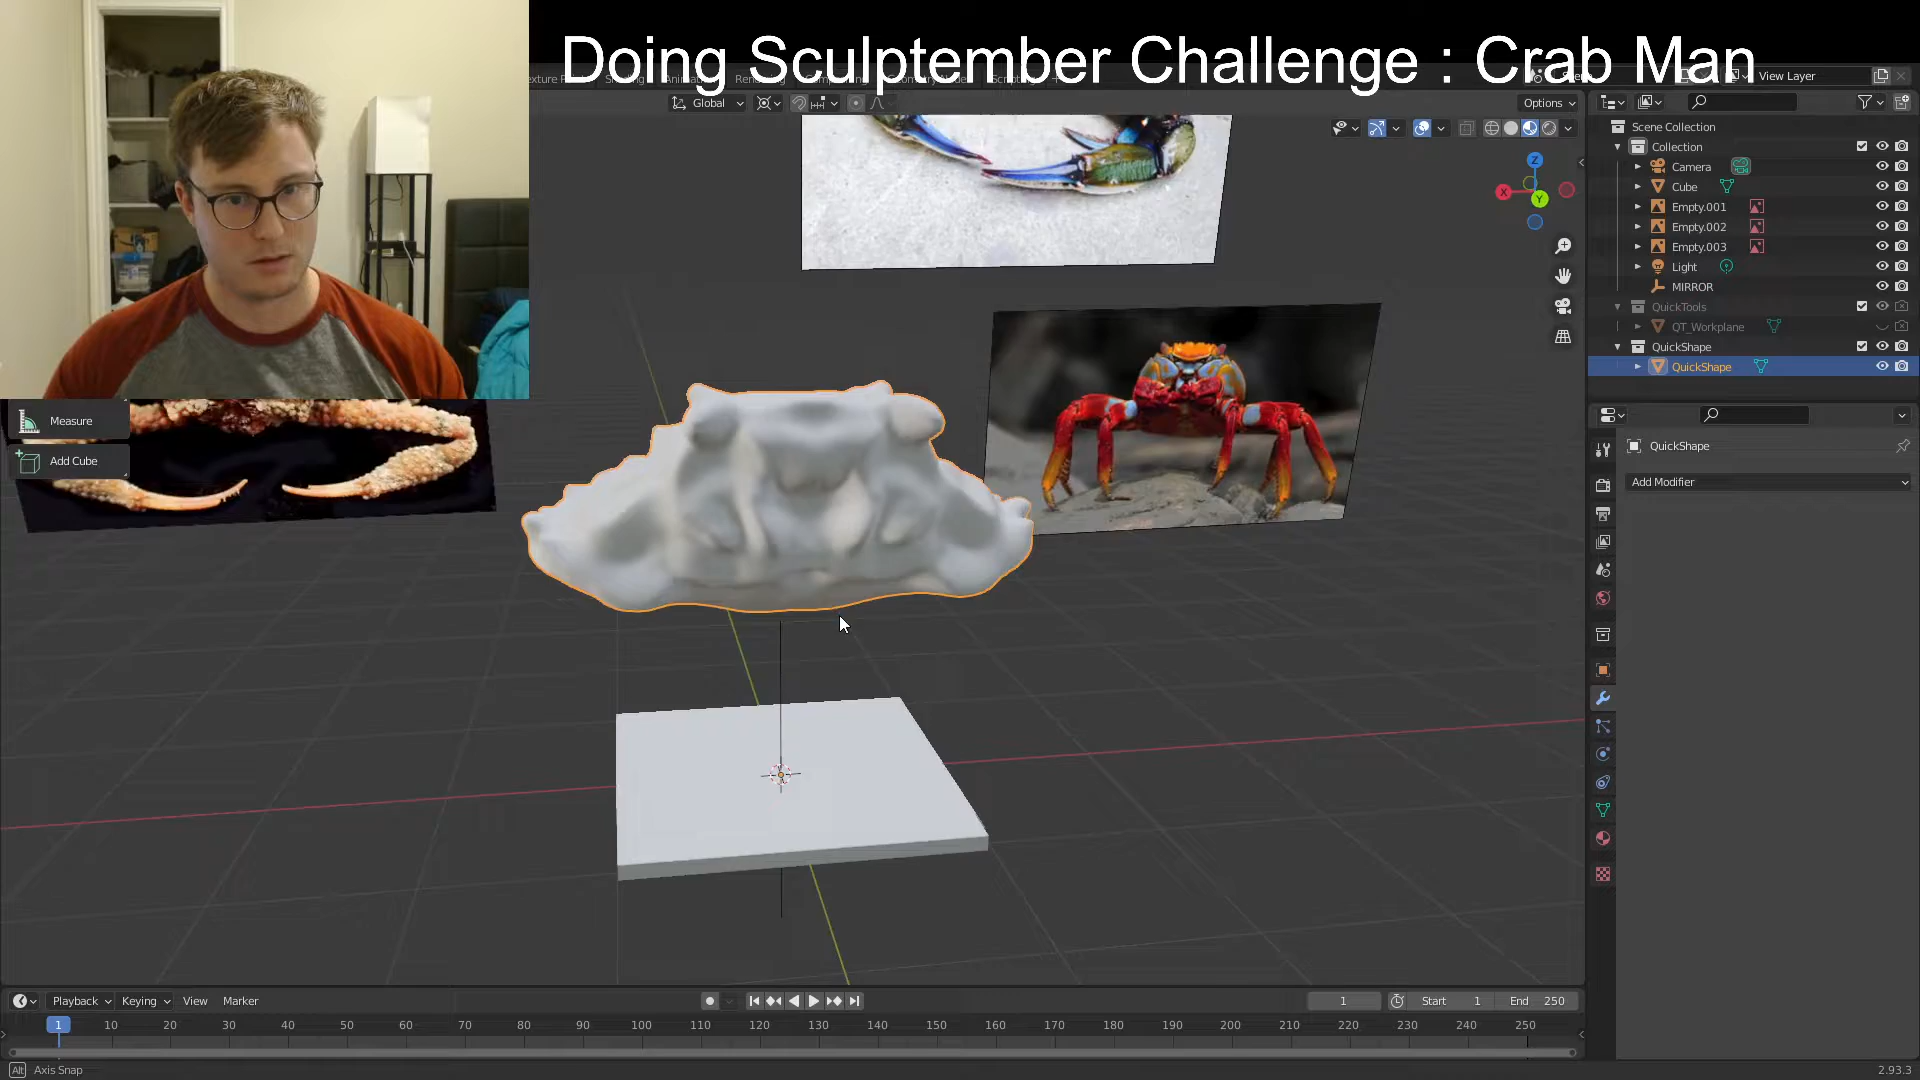 Doing Sculptember Challenge : Crab Man
View Layer
Global
Options
Scene Collection
Collection
Camera
Cube
Empty.001
Empty.002
Empty.003
Light
MIRROR
QuickTools
QT_Workplane
QuickShape
QuickShape
Measure
Add Cube
Z
X
Y
QuickShape
Add Modifier
Playback
Keying
View
Marker
1
Start 1
End 250
1 10 20 30 40 50 60 70 80 90 100 110 120 130 140 150 160 170 180 190 200 210 220 230 240 250
Alt Axis Snap
2.93.3